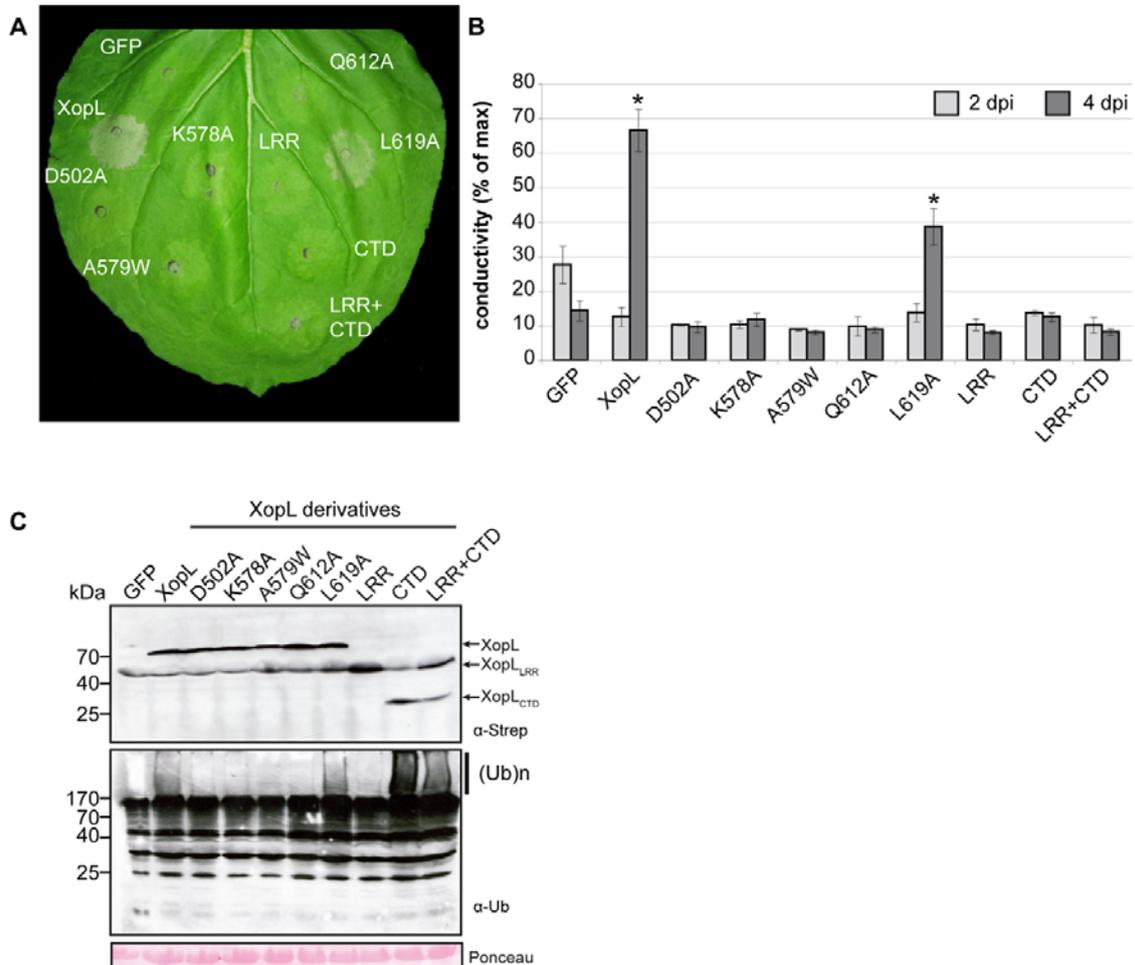 A
GFP
Q612A
XopL
K578A
LRR
L619A
D502A
A579W
CTD
LRR+
CTD
B
conductivity (% of max)
80
70
60
50
40
30
20
10
0
2 dpi
4 dpi
*
*
GFP
XopL
D502A
K578A
A579W
Q612A
L619A
LRR
CTD
LRR+CTD
C
XopL derivatives
kDa
GFP
XopL
D502A
K578A
A579W
Q612A
L619A
LRR
CTD
LRR+CTD
70
40
25
XopL
XopLLRR
XopLCTD
α-Strep
(Ub)n
170
70
40
25
α-Ub
Ponceau